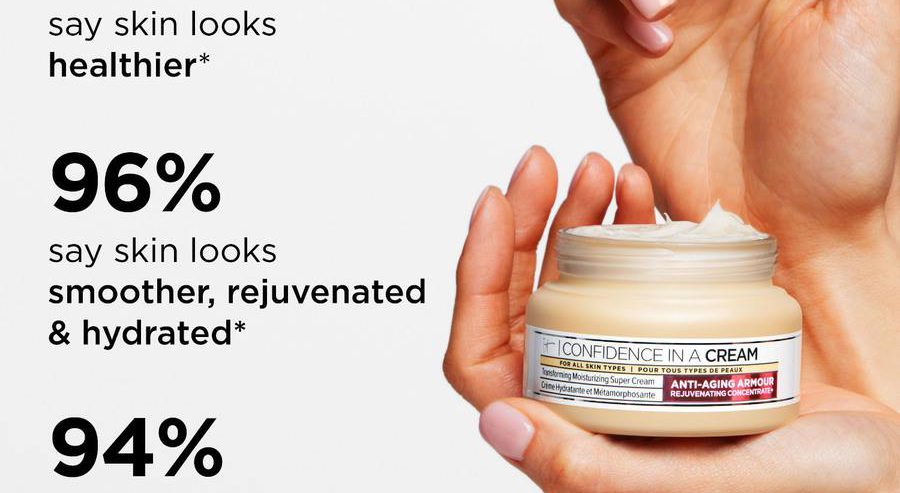 say skin looks
healthier*
96%
say skin looks
smoother, rejuvenated
& hydrated*
94%
it | CONFIDENCE IN A CREAM
FOR ALL SKIN TYPES | POUR TOUS TYPES DE PEAUX
Transforming Moisturizing Super Cream
Crème Hydratante et Métamorphosante
ANTI-AGING ARMOUR
REJUVENATING CONCENTRATE+